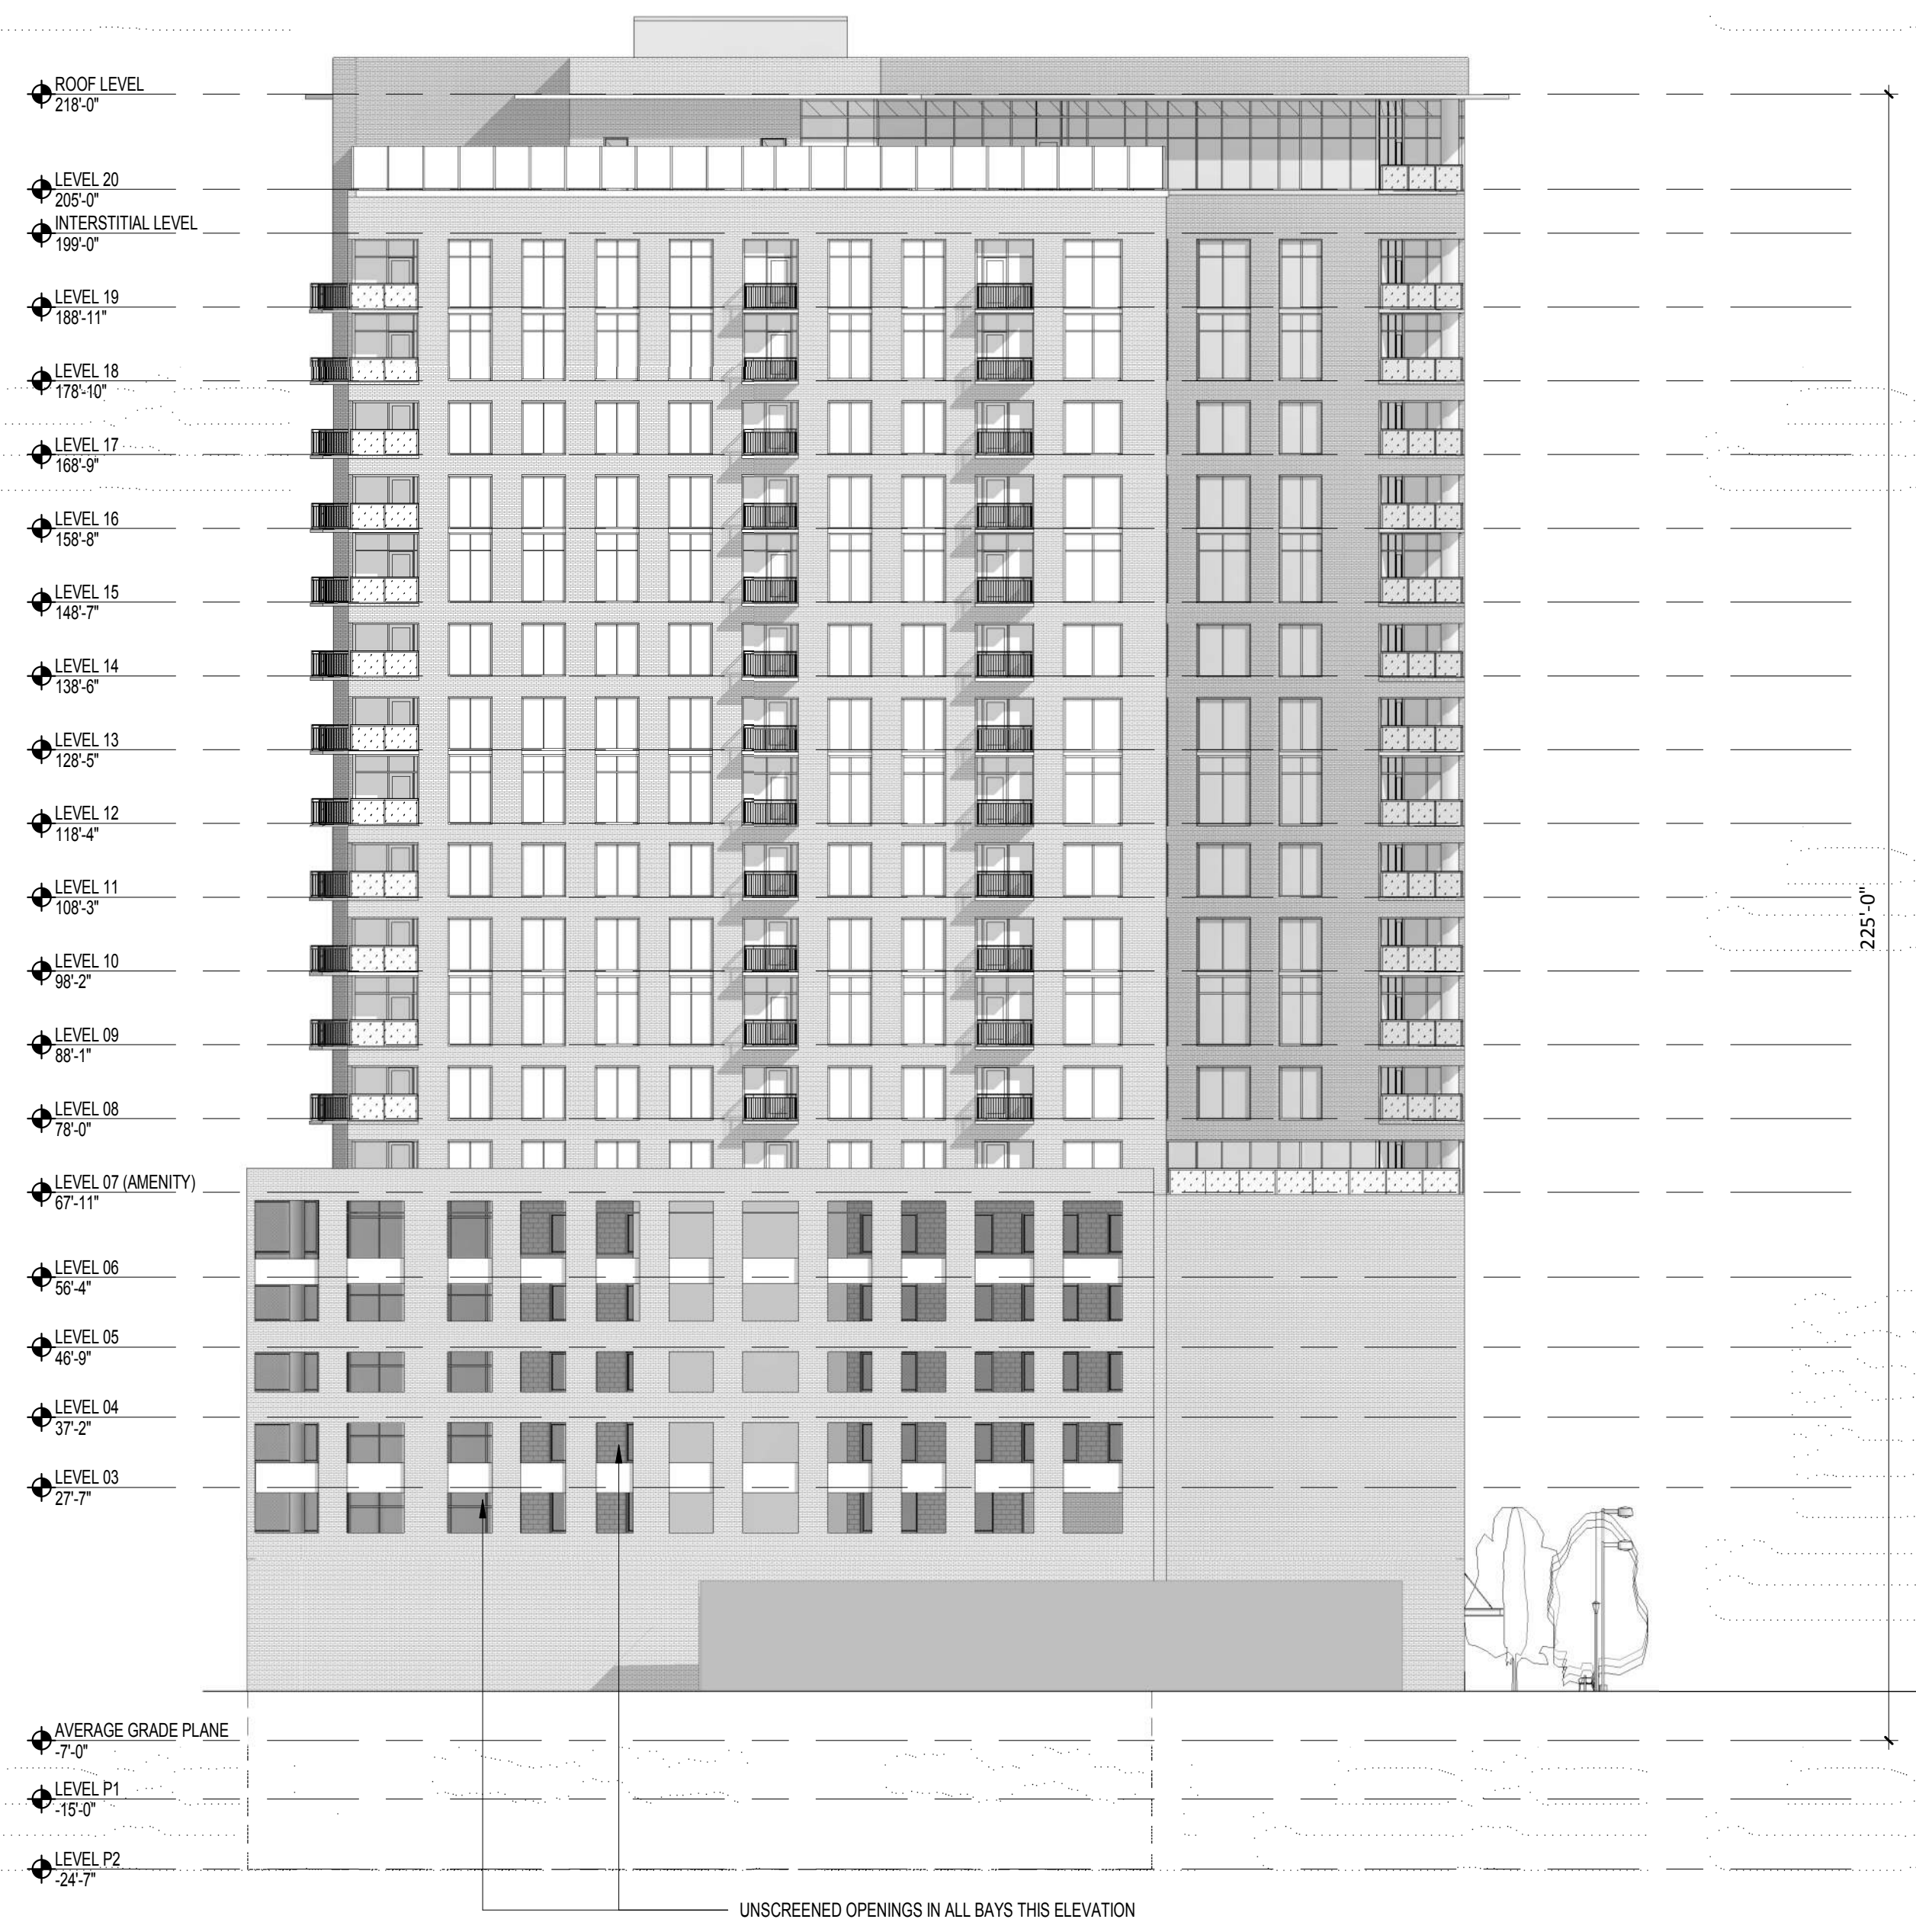 ROOF LEVEL
218'-0"
LEVEL 20
205'-0"
INTERSTITIAL LEVEL
199'-0"
LEVEL 19
188'-11"
LEVEL 18
178'-10"
LEVEL 17
168'-9"
LEVEL 16
158'-8"
LEVEL 15
148'-7"
LEVEL 14
138'-6"
LEVEL 13
128'-5"
LEVEL 12
118'-4"
LEVEL 11
108'-3"
LEVEL 10
98'-2"
LEVEL 09
88'-1"
LEVEL 08
78'-0"
LEVEL 07 (AMENITY)
67'-11"
LEVEL 06
56'-4"
LEVEL 05
46'-9"
LEVEL 04
37'-2"
LEVEL 03
27'-7"
AVERAGE GRADE PLANE
-7'-0"
LEVEL P1
-15'-0"
LEVEL P2
-24'-7"
225'-0"
UNSCREENED OPENINGS IN ALL BAYS THIS ELEVATION